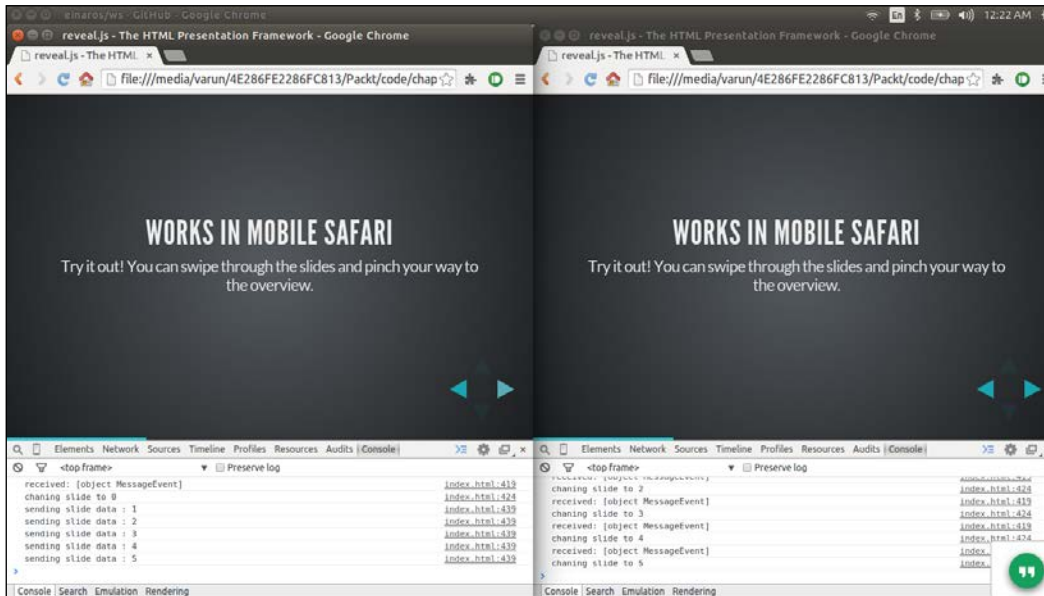 einaros/ws - GitHub - Google Chrome
En 12:22 AM
reveal.js - The HTML Presentation Framework - Google Chrome
reveal.js - The HTML
file:///media/varun/4E286FE2286FC813/Packt/code/chap
WORKS IN MOBILE SAFARI
Try it out! You can swipe through the slides and pinch your way to
the overview.
Elements Network Sources Timeline Profiles Resources Audits Console
<top frame> Preserve log
received: [object MessageEvent] index.html:419
chaning slide to 0 index.html:424
sending slide data : 1 index.html:439
sending slide data : 2 index.html:439
sending slide data : 3 index.html:439
sending slide data : 4 index.html:439
sending slide data : 5 index.html:439
Console Search Emulation Rendering
reveal.js - The HTML Presentation Framework - Google Chrome
reveal.js - The HTML
file:///media/varun/4E286FE2286FC813/Packt/code/chap
WORKS IN MOBILE SAFARI
Try it out! You can swipe through the slides and pinch your way to
the overview.
Elements Network Sources Timeline Profiles Resources Audits Console
<top frame> Preserve log
received: [object MessageEvent]
chaning slide to 2 index.html:424
received: [object MessageEvent] index.html:419
chaning slide to 3 index.html:424
received: [object MessageEvent] index.html:419
chaning slide to 4 index.html:424
received: [object MessageEvent] index.
chaning slide to 5 index.
Console Search Emulation Rendering